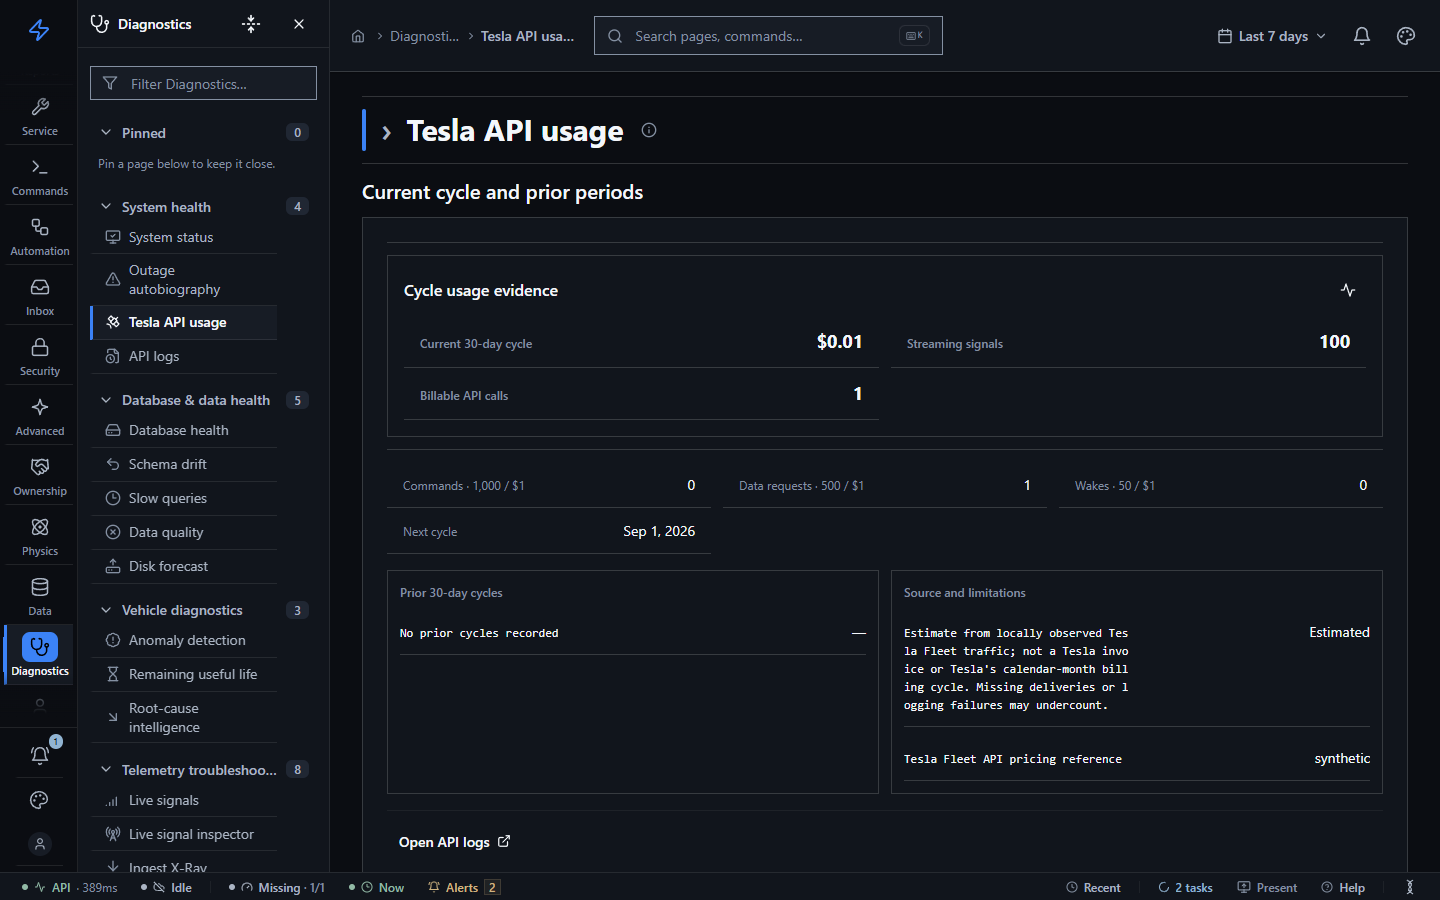 Diagnostics
Diagnosti...
Tesla API usa...
Search pages, commands...
K
Last 7 days
Service
Commands
Automation
Inbox
Security
Advanced
Ownership
Physics
Data
Diagnostics
1
Filter Diagnostics...
Pinned
0
Pin a page below to keep it close.
System health
4
System status
Outage
autobiography
Tesla API usage
API logs
Database & data health
5
Database health
Schema drift
Slow queries
Data quality
Disk forecast
Vehicle diagnostics
3
Anomaly detection
Remaining useful life
Root-cause
intelligence
Telemetry troubleshoo...
8
Live signals
Live signal inspector
Ingest X-Ray
Tesla API usage
Current cycle and prior periods
Cycle usage evidence
Current 30-day cycle
$0.01
Streaming signals
100
Billable API calls
1
Commands · 1,000 / $1
0
Data requests · 500 / $1
1
Wakes · 50 / $1
0
Next cycle
Sep 1, 2026
Prior 30-day cycles
No prior cycles recorded
—
Source and limitations
Estimate from locally observed Tes
la Fleet traffic; not a Tesla invo
ice or Tesla's calendar-month bill
ing cycle. Missing deliveries or l
ogging failures may undercount.
Estimated
Tesla Fleet API pricing reference
synthetic
Open API logs
API · 389ms
Idle
Missing · 1/1
Now
Alerts 2
Recent
2 tasks
Present
Help